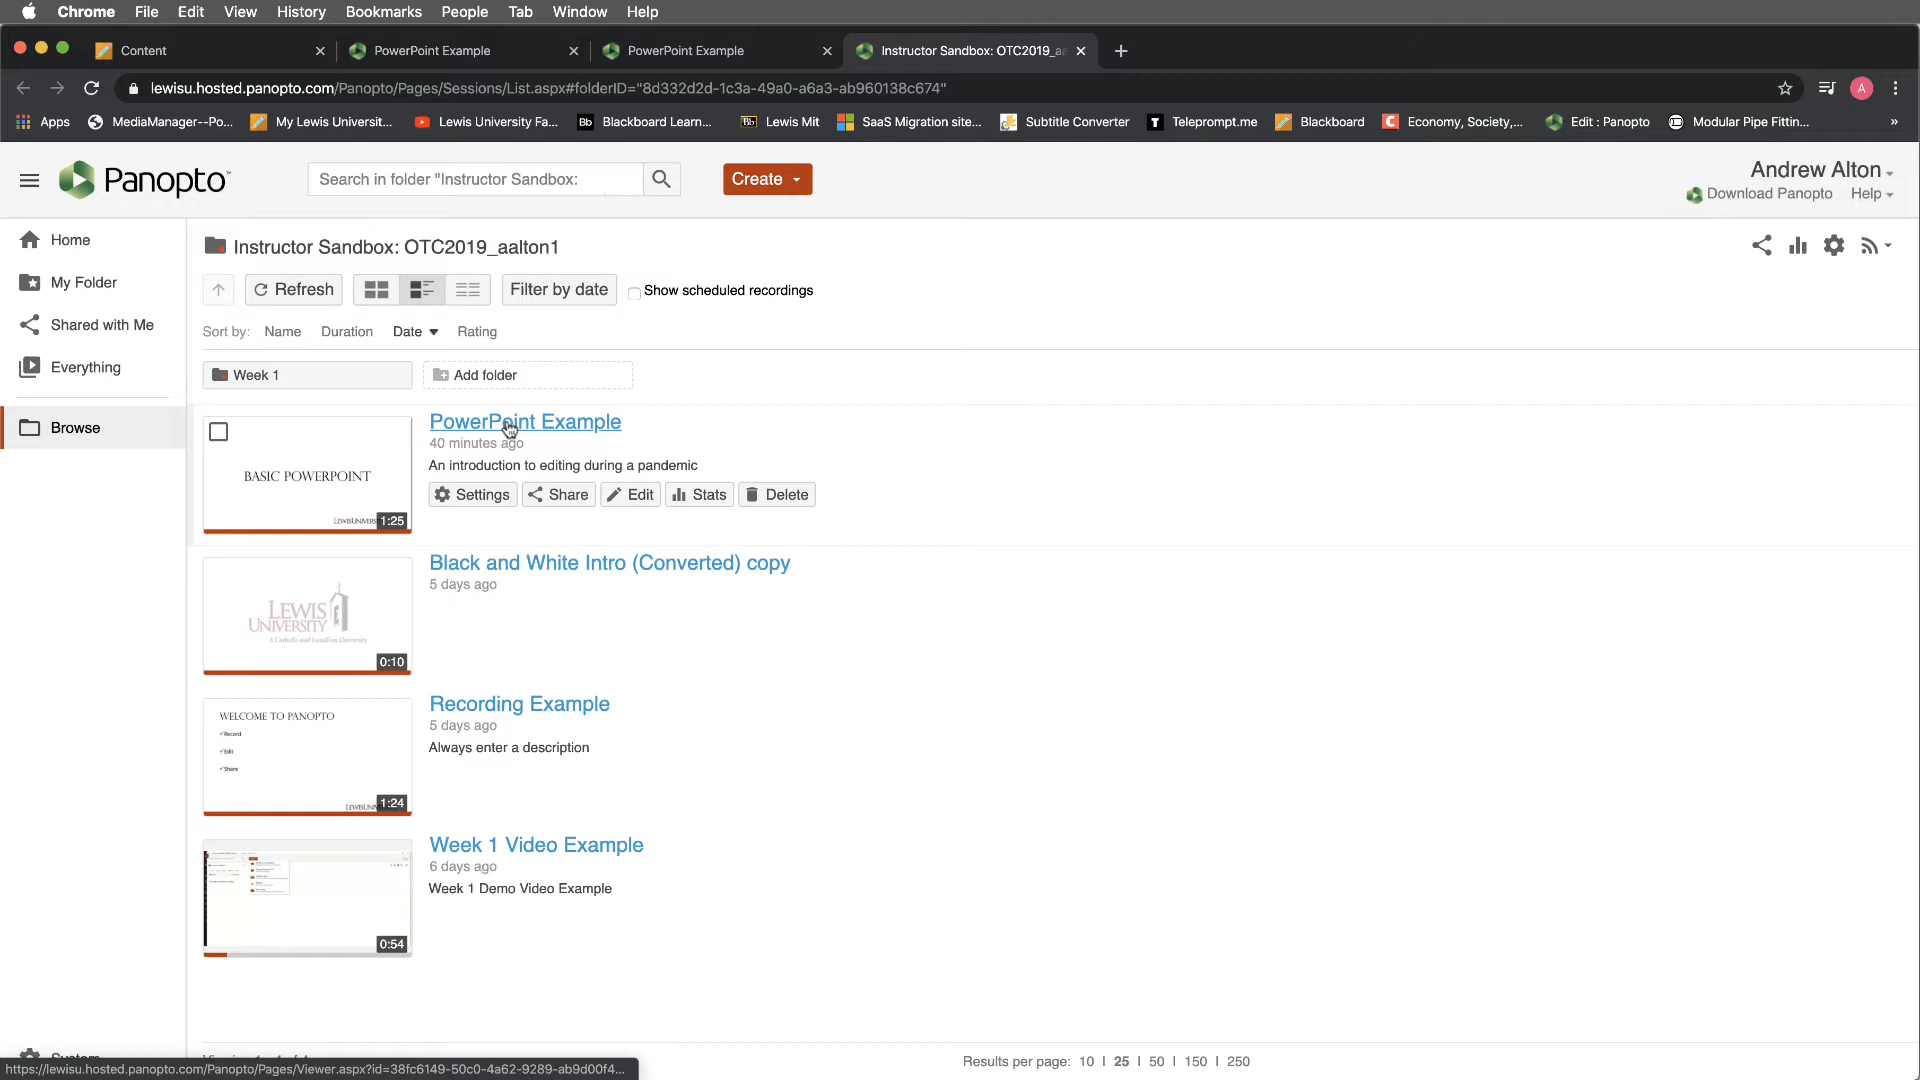 Chrome File Edit View History Bookmarks People Tab Window Help
Content PowerPoint Example PowerPoint Example Instructor Sandbox: OTC2019_aa
lewisu.hosted.panopto.com/Panopto/Pages/Sessions/List.aspx#folderID="8d332d2d-1c3a-49a0-a6a3-ab960138c674" A
Apps MediaManager--Po... My Lewis Universit... Lewis University Fa... Bb Blackboard Learn... Lewis Mit SaaS Migration site... Subtitle Converter T Teleprompt.me Blackboard C Economy, Society,... Edit : Panopto Modular Pipe Fittin... »
Panopto Search in folder "Instructor Sandbox: Create
Andrew Alton
Download Panopto Help
Home
My Folder
Shared with Me
Everything
Browse
Instructor Sandbox: OTC2019_aalton1
Refresh Filter by date Show scheduled recordings
Sort by: Name Duration Date Rating
Week 1 Add folder
BASIC POWERPOINT
1:25
PowerPoint Example
40 minutes ago
An introduction to editing during a pandemic
Settings Share Edit Stats Delete
LEWIS
UNIVERSITY
A Catholic and Lasallian University
0:10
Black and White Intro (Converted) copy
5 days ago
WELCOME TO PANOPTO
✓Record
✓Edit
✓Share
1:24
Recording Example
5 days ago
Always enter a description
0:54
Week 1 Video Example
6 days ago
Week 1 Demo Video Example
Results per page: 10 | 25 | 50 | 150 | 250
https://lewisu.hosted.panopto.com/Panopto/Pages/Viewer.aspx?id=38fc6149-50c0-4a62-9289-ab9d00f4...